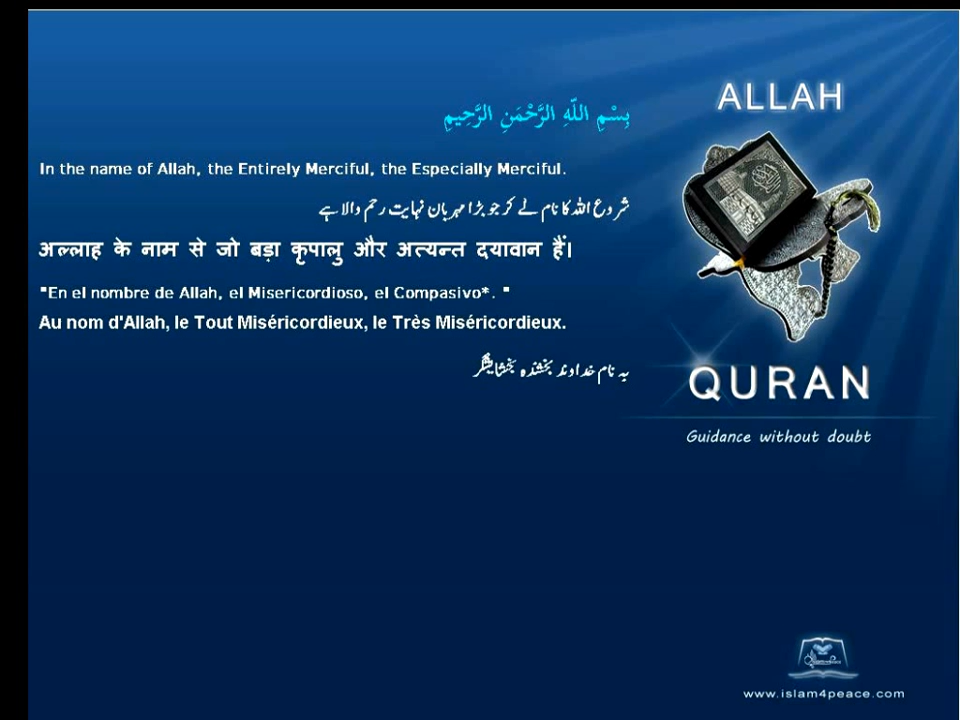 بِسْمِ اللّهِ الرَّحْمَنِ الرَّحِيمِ
In the name of Allah, the Entirely Merciful, the Especially Merciful.
شروع الله کا نام لے کر جو بڑا مہربان نہایت رحم والا ہے
अल्लाह के नाम से जो बड़ा कृपालु और अत्यन्त दयावान हैं।
"En el nombre de Allah, el Misericordioso, el Compasivo*. "
Au nom d'Allah, le Tout Miséricordieux, le Très Miséricordieux.
به نام خداوند بخشنده بخشایشگر
ALLAH
QURAN
Guidance without doubt
www.islam4peace.com